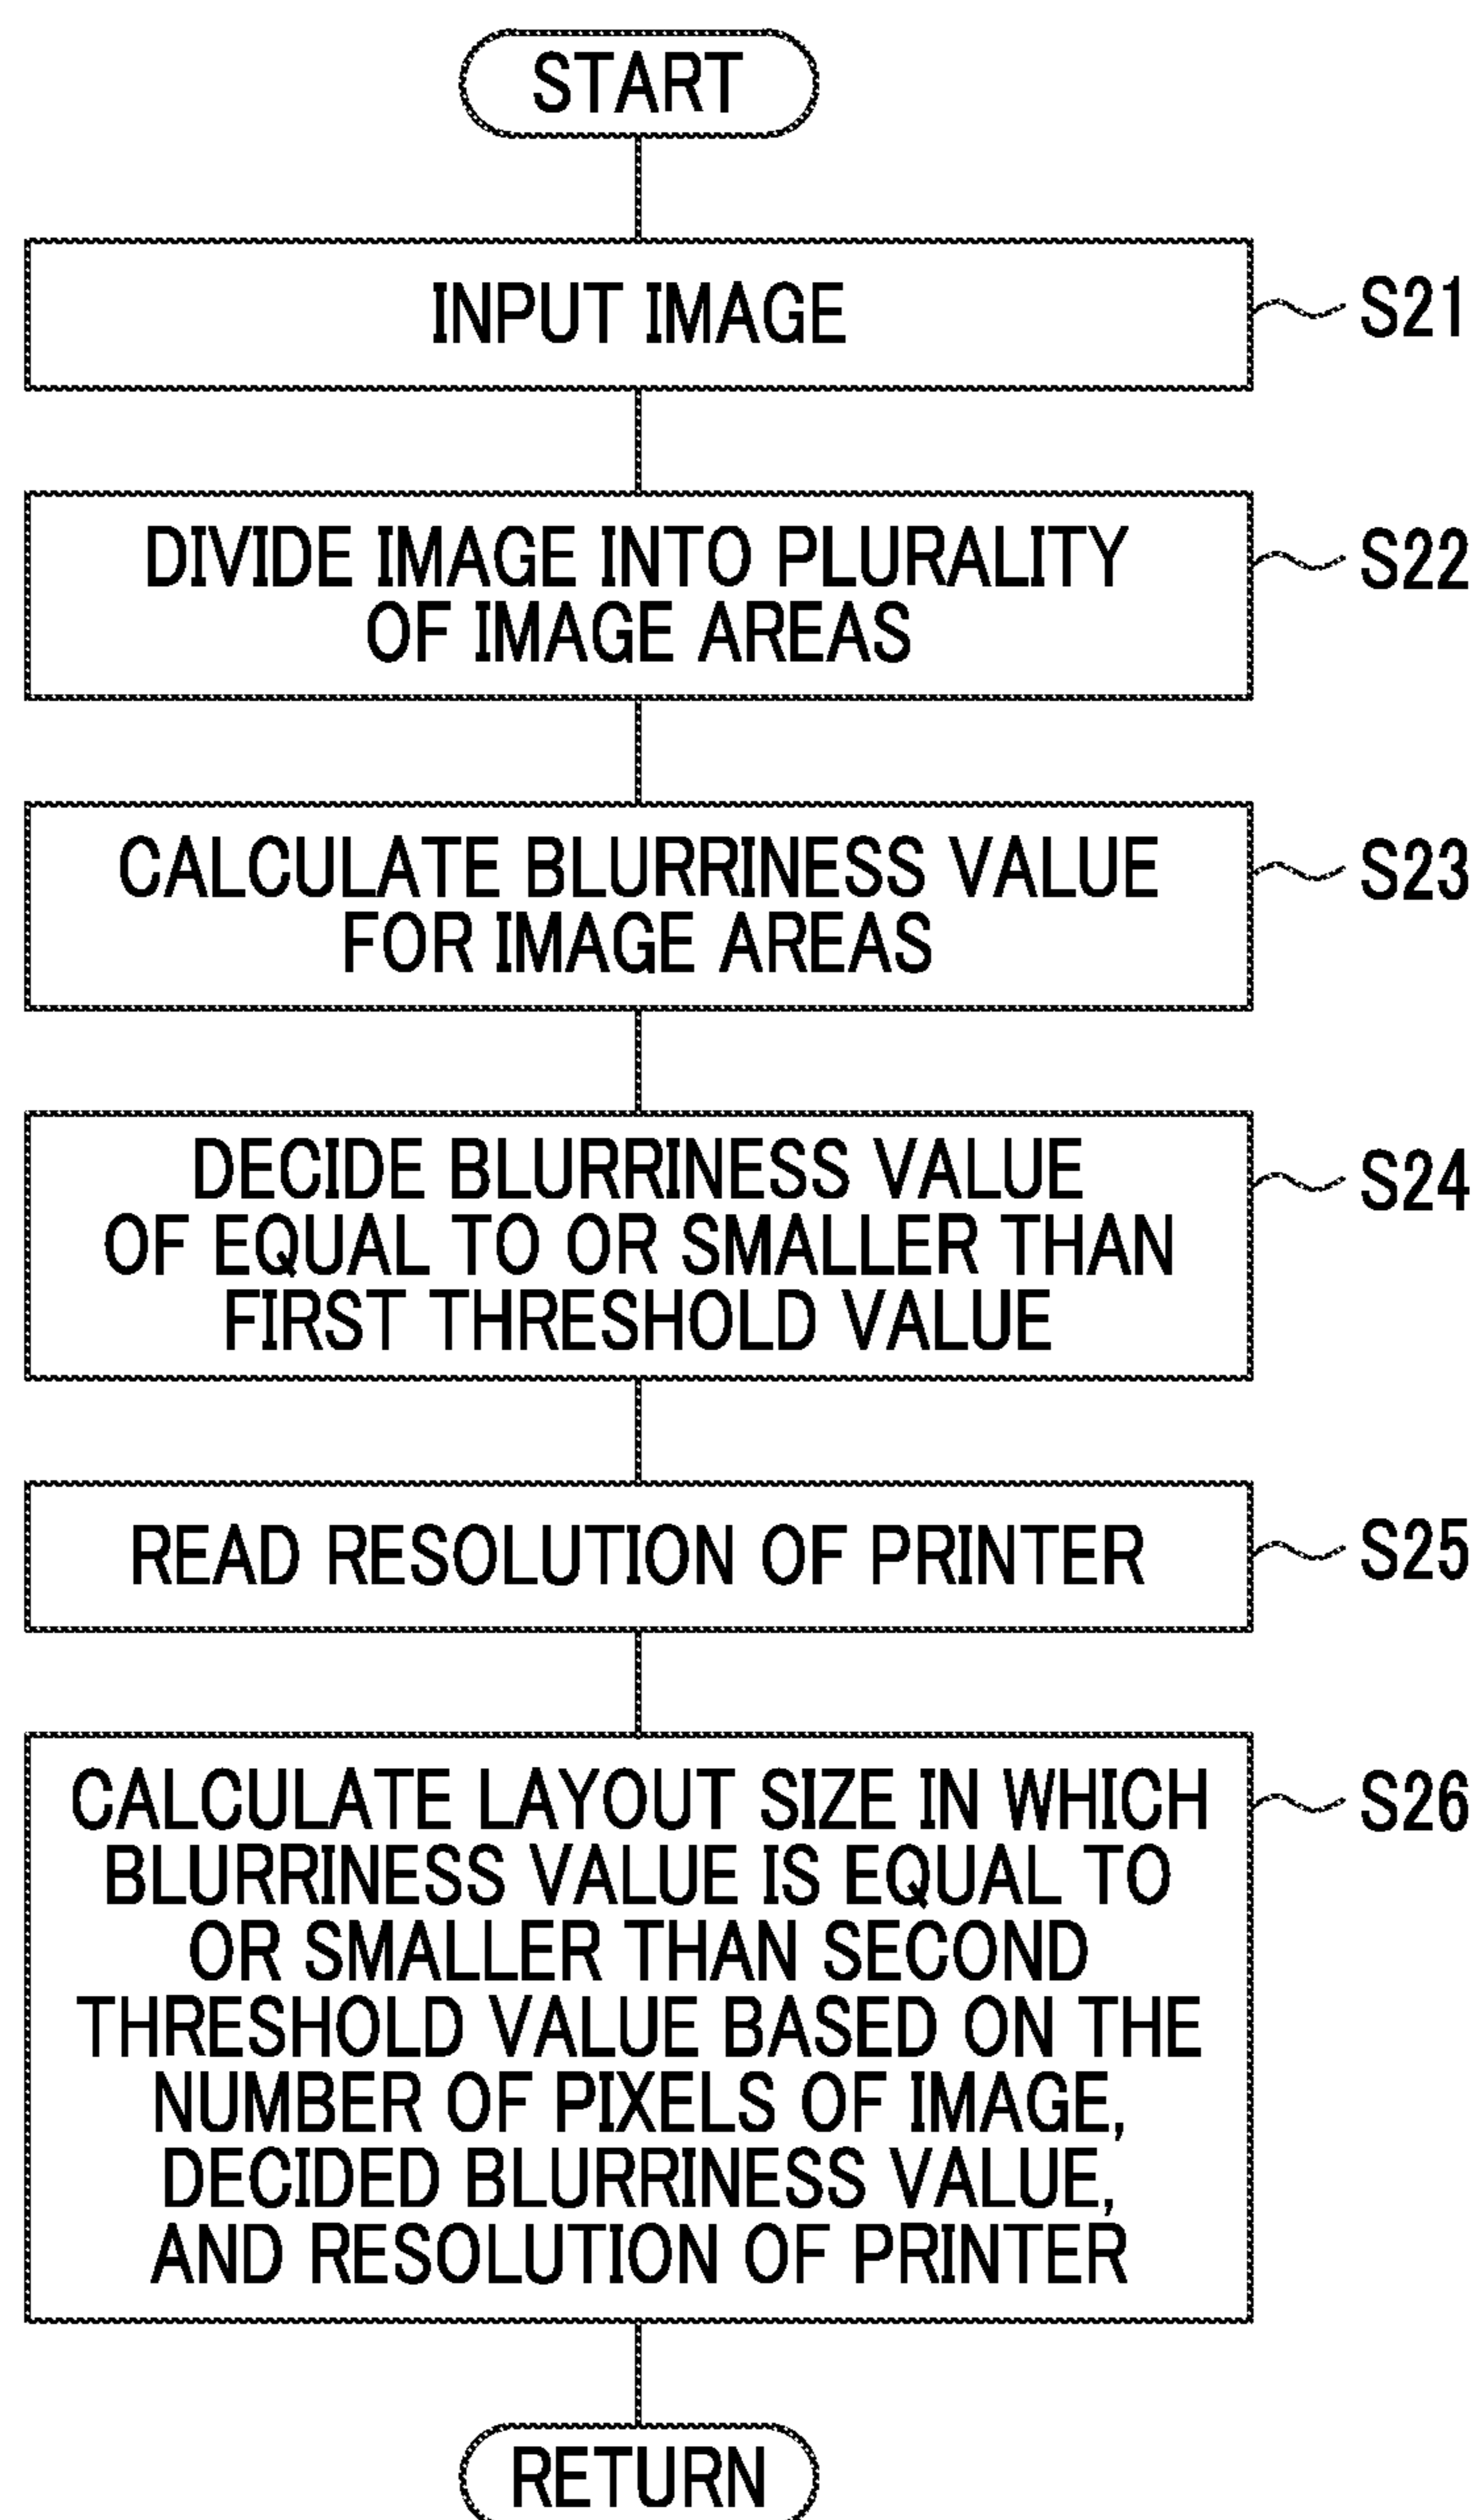 START
INPUT IMAGE
S21
DIVIDE IMAGE INTO PLURALITY
OF IMAGE AREAS
S22
CALCULATE BLURRINESS VALUE
FOR IMAGE AREAS
S23
DECIDE BLURRINESS VALUE
OF EQUAL TO OR SMALLER THAN
FIRST THRESHOLD VALUE
S24
READ RESOLUTION OF PRINTER
S25
CALCULATE LAYOUT SIZE IN WHICH
BLURRINESS VALUE IS EQUAL TO
OR SMALLER THAN SECOND
THRESHOLD VALUE BASED ON THE
NUMBER OF PIXELS OF IMAGE,
DECIDED BLURRINESS VALUE,
AND RESOLUTION OF PRINTER
S26
RETURN